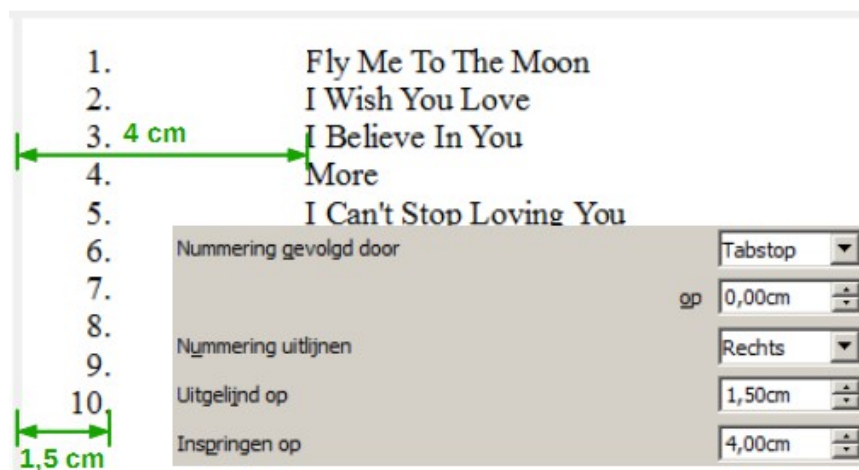 1. Fly Me To The Moon
2. I Wish You Love
3. 4 cm I Believe In You
4. More
5. I Can't Stop Loving You
6. Nummering gevolgd door Tabstop
7. op 0,00cm
8.
Nummering uitlijnen Rechts
9.
Uitgelijnd op 1,50cm
10.
Inspringen op 4,00cm
1,5 cm